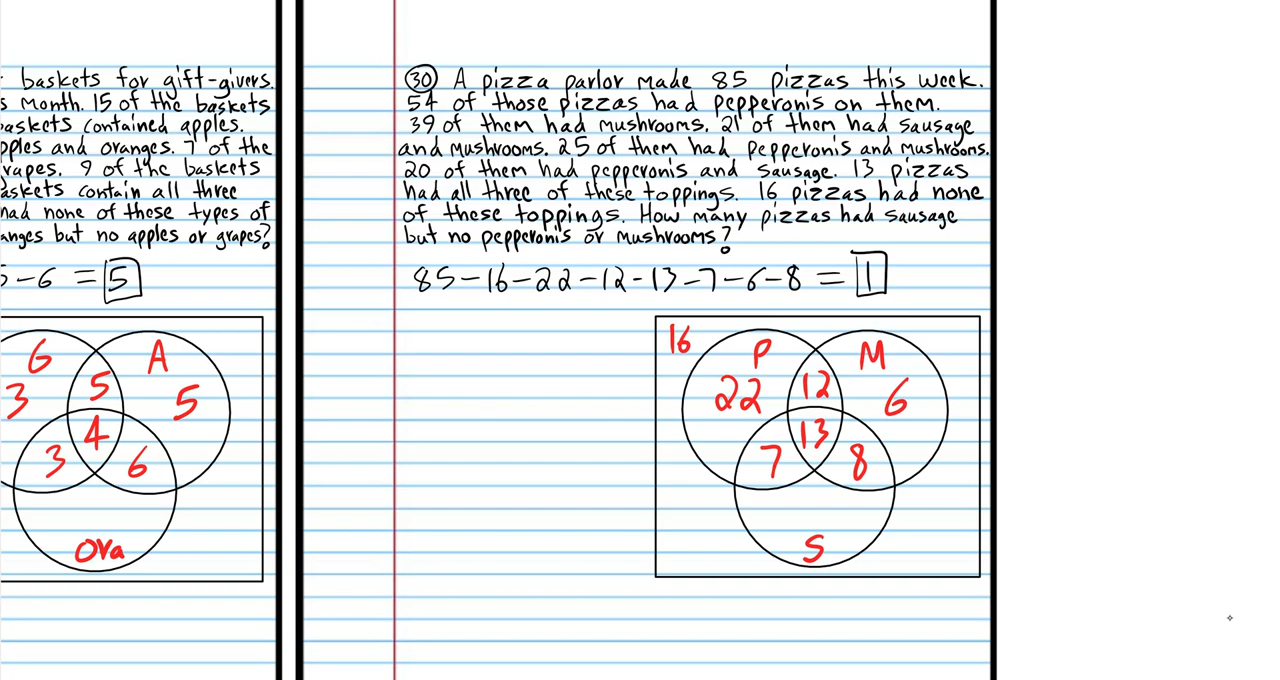 baskets for gift-givers.
s month. 15 of the baskets
baskets contained apples.
pples and oranges. 7 of the
rapes. 9 of the baskets
askets contain all three
had none of these types of
anges but no apples or grapes?
-6 = 5
G
A
3
5
5
4
3
6
Ora
30 A pizza parlor made 85 pizzas this week.
54 of those pizzas had pepperonis on them.
39 of them had mushrooms. 21 of them had sausage
and mushrooms. 25 of them had pepperonis and mushrooms.
20 of them had pepperonis and sausage. 13 pizzas
had all three of these toppings. 16 pizzas had none
of these toppings. How many pizzas had sausage
but no pepperonis or mushrooms?
85-16-22-12-13-7-6-8 = 1
16
P
M
22
12
6
13
7
8
S